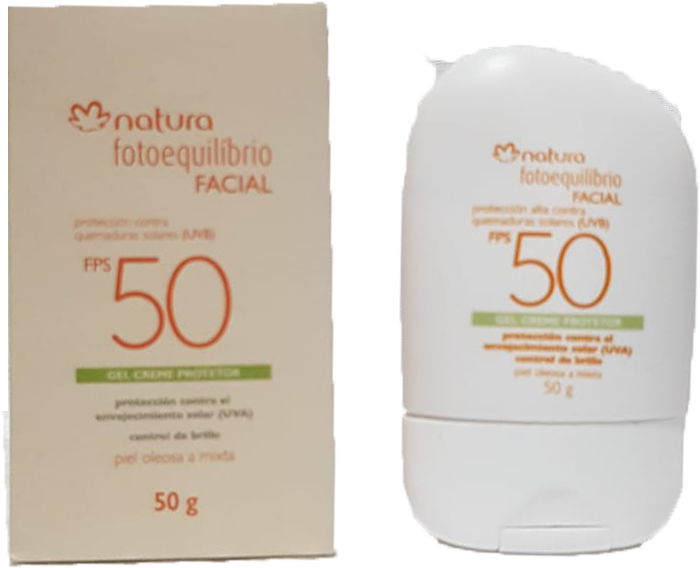 natura
fotoequilíbrio
FACIAL
protección contra
quemaduras solares (UVB)
FPS 50
GEL CREME PROTETOR
protección contra el
envejecimiento solar (UVA)
control de brillo
piel oleosa a mixta
50 g
natura
fotoequilíbrio
FACIAL
protección alta contra
quemaduras solares (UVB)
FPS 50
GEL CREME PROTETOR
protección contra el
envejecimiento solar (UVA)
control de brillo
piel oleosa a mixta
50 g